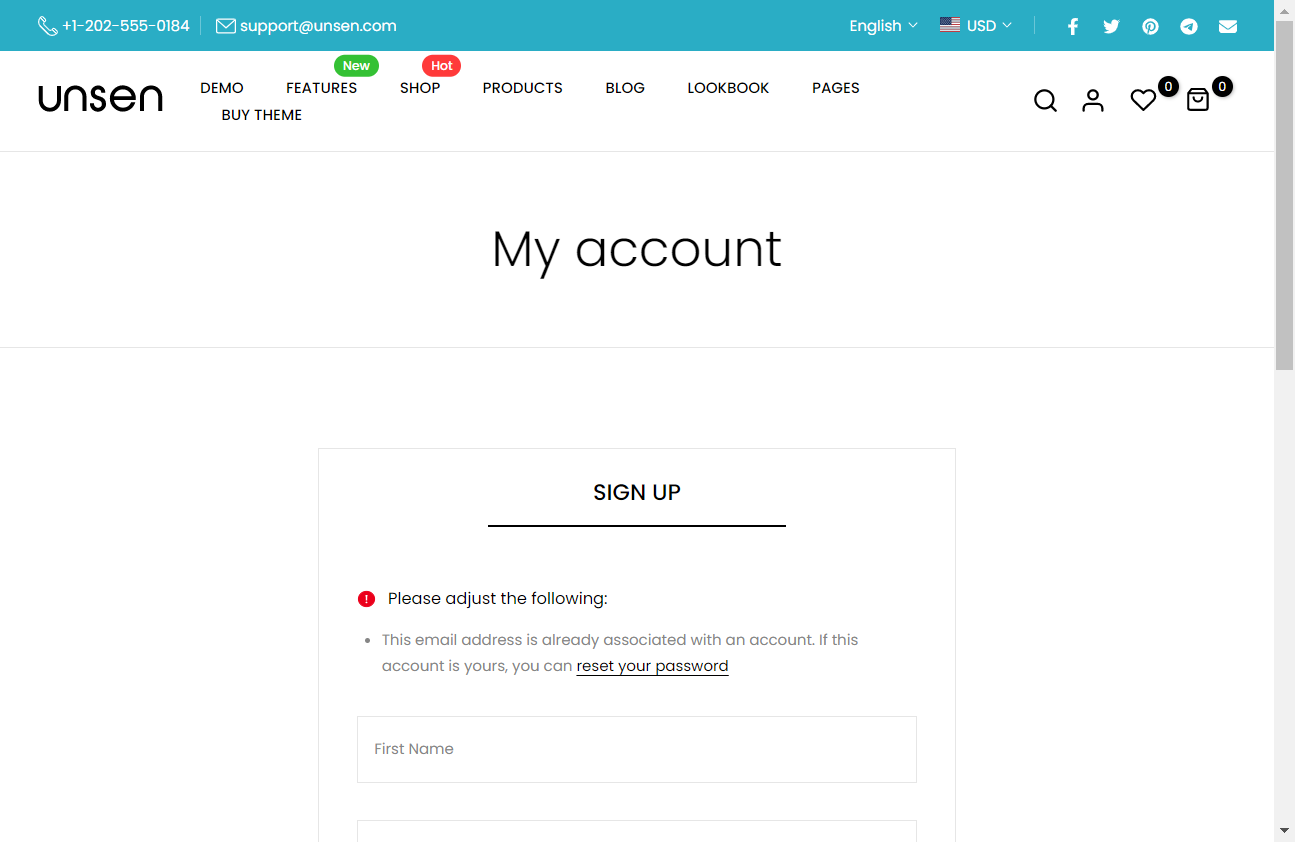 +1-202-555-0184
support@unsen.com
English
USD
New
Hot
unsen
DEMO
FEATURES
SHOP
PRODUCTS
BLOG
LOOKBOOK
PAGES
BUY THEME
0
0
My account
SIGN UP
Please adjust the following:
This email address is already associated with an account. If this
account is yours, you can reset your password
First Name